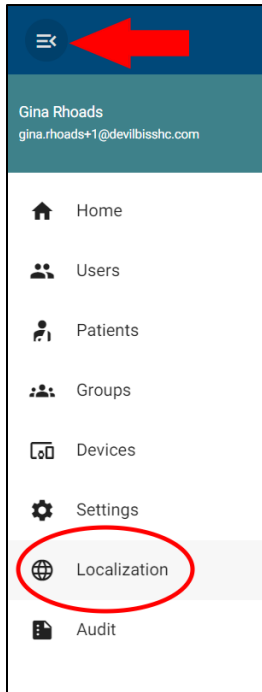 Gina Rhoads
gina.rhoads+1@devilbisshc.com
Home
Users
Patients
Groups
Devices
Settings
Localization
Audit